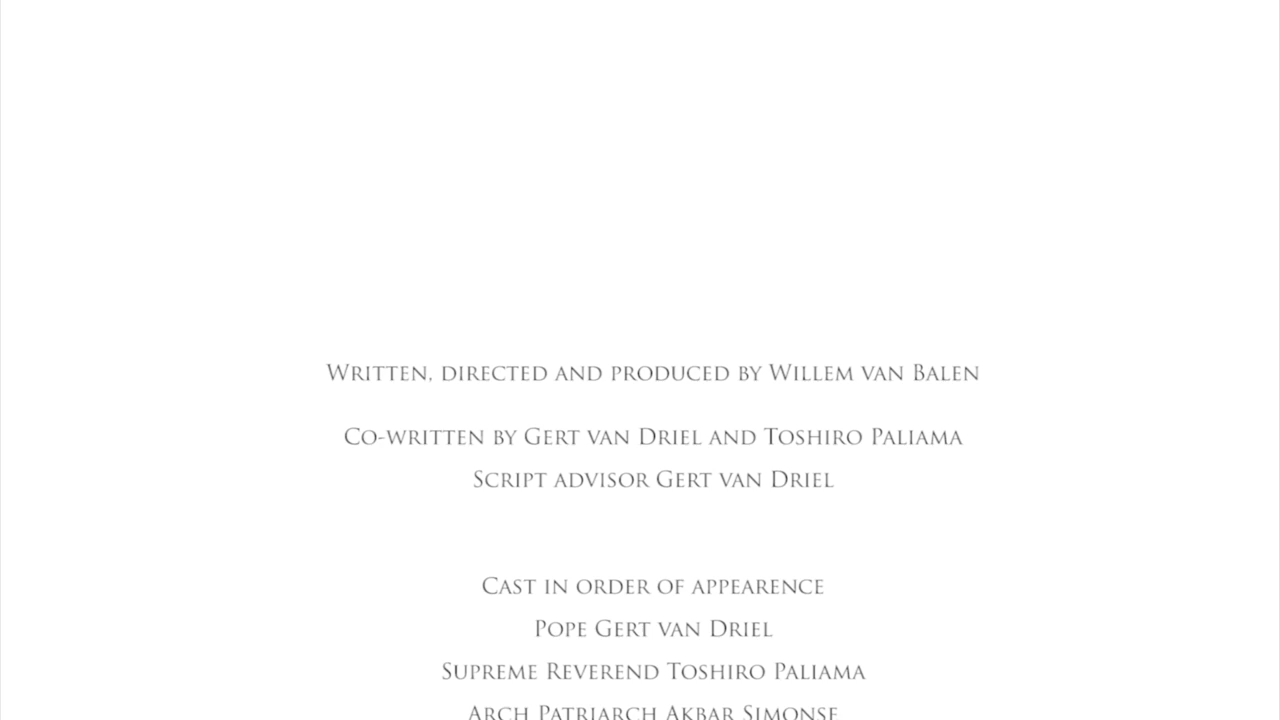 Written, directed and produced by Willem van Balen
Co-written by Gert van Driel and Toshiro Paliama
Script advisor Gert van Driel
Cast in order of appearence
Pope Gert van Driel
Supreme Reverend Toshiro Paliama
Arch Patriarch Akbar Simonse